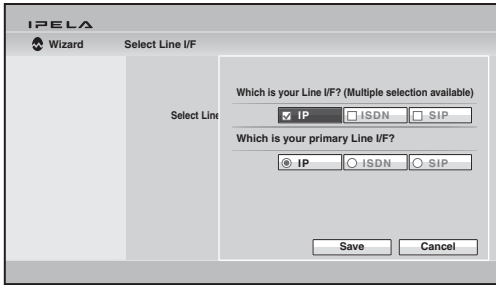 IPELA
Wizard Select Line I/F
Which is your Line I/F? (Multiple selection available)
Select Line
IP ISDN SIP
Which is your primary Line I/F?
IP ISDN SIP
Save Cancel